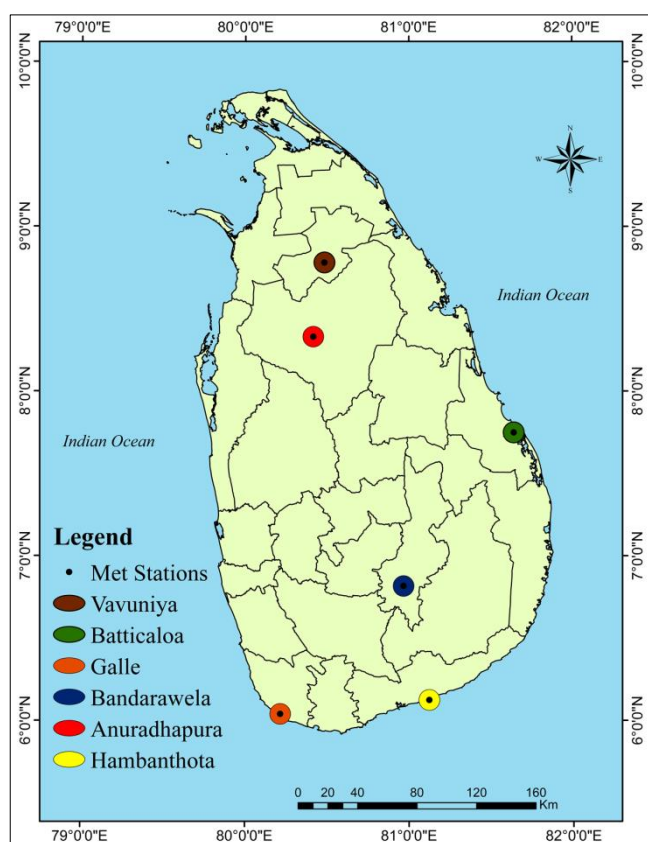 79°0'0"E 80°0'0"E 81°0'0"E 82°0'0"E
10°0'0"N 10°0'0"N
N
W E
S
9°0'0"N 9°0'0"N
Indian Ocean
8°0'0"N 8°0'0"N
Indian Ocean
7°0'0"N 7°0'0"N
Legend
Met Stations
Vavuniya
Batticaloa
Galle
Bandarawela
Anuradhapura
Hambanthota
6°0'0"N 6°0'0"N
0 20 40 80 120 160
Km
79°0'0"E 80°0'0"E 81°0'0"E 82°0'0"E